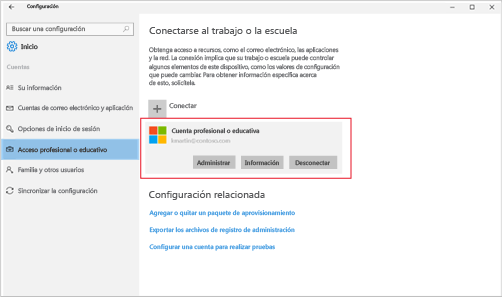 Configuración
Buscar una configuración
Inicio
Cuentas
Su información
Cuentas de correo electrónico y aplicación
Opciones de inicio de sesión
Acceso profesional o educativo
Familia y otros usuarios
Sincronizar la configuración
Conectarse al trabajo o la escuela
Obtenga acceso a recursos, como el correo electrónico, las aplicaciones
y la red. La conexión implica que su trabajo o escuela puede controlar
algunos elementos de este dispositivo, como los valores de configuración
que puede cambiar. Para obtener información específica acerca
de esto, solicítela.
Conectar
Cuenta profesional o educativa
Administrar
Información
Desconectar
Configuración relacionada
Agregar o quitar un paquete de aprovisionamiento
Exportar los archivos de registro de administración
Configurar una cuenta para realizar pruebas